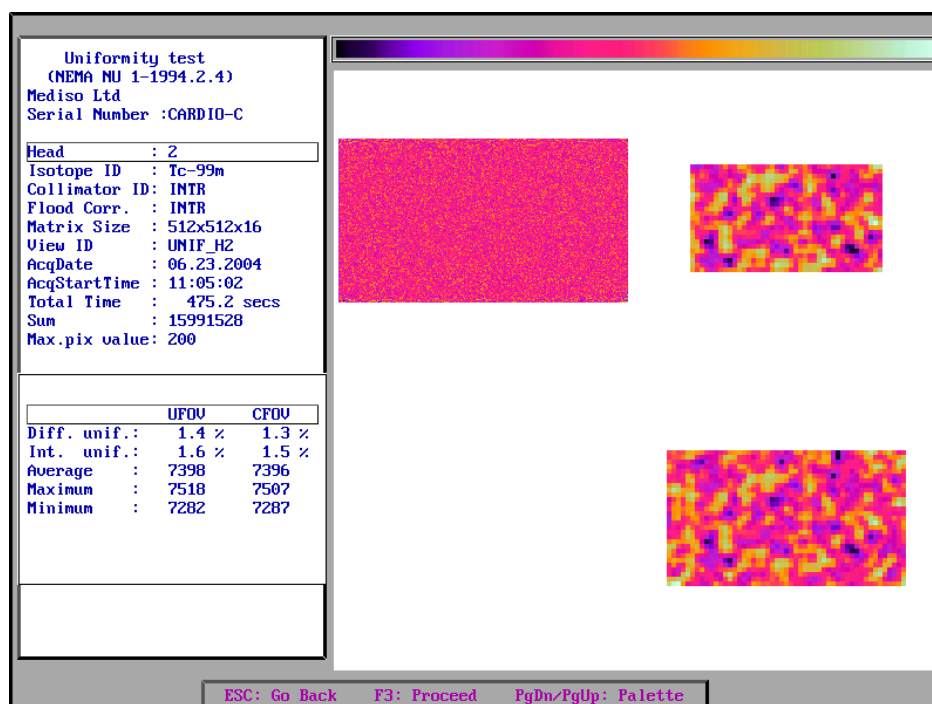 Uniformity test
(NEMA NU 1-1994.2.4)
Mediso Ltd
Serial Number :CARDIO-C
Head : 2
Isotope ID : Tc-99m
Collimator ID: INTR
Flood Corr. : INTR
Matrix Size : 512x512x16
View ID : UNIF_H2
AcqDate : 06.23.2004
AcqStartTime : 11:05:02
Total Time : 475.2 secs
Sum : 15991528
Max.pix value: 200
UFOV CFOV
Diff. unif.: 1.4 % 1.3 %
Int. unif.: 1.6 % 1.5 %
Average : 7398 7396
Maximum : 7518 7507
Minimum : 7282 7287
ESC: Go Back F3: Proceed PgDn/PgUp: Palette